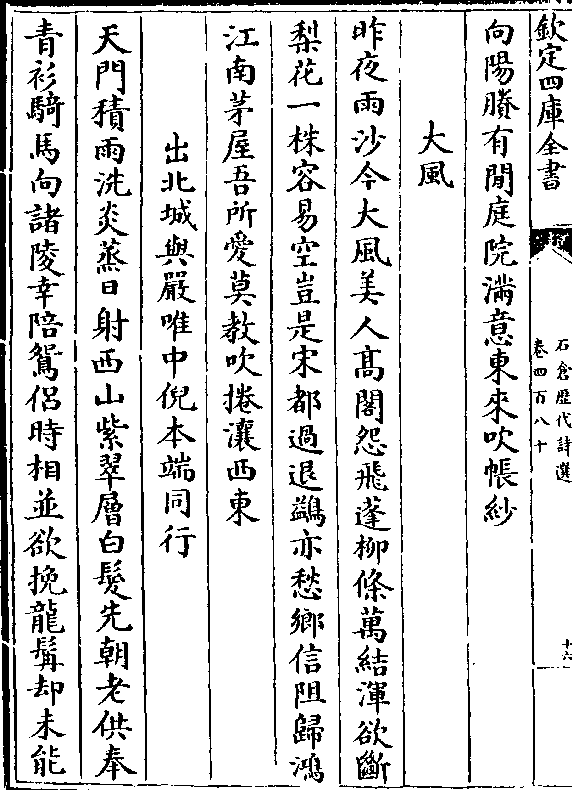 欽定四庫全書
石倉歴代詩選
卷四百八十
十六
向陽賸有閒庭院滿意東來吹帳紗
大風
昨夜雨沙今大風美人髙閣怨飛蓬柳條萬結渾欲斷
梨花一株容易空豈是宋都過退鷁亦愁鄉信阻歸鴻
江南茅屋吾所愛莫教吹捲瀼西東
出北城與嚴唯中倪本端同行
天門積雨洗炎蒸日射西山紫翠層白髮先朝老供奉
青衫騎馬向諸陵幸陪鴛侶時相並欲挽龍髯却未能